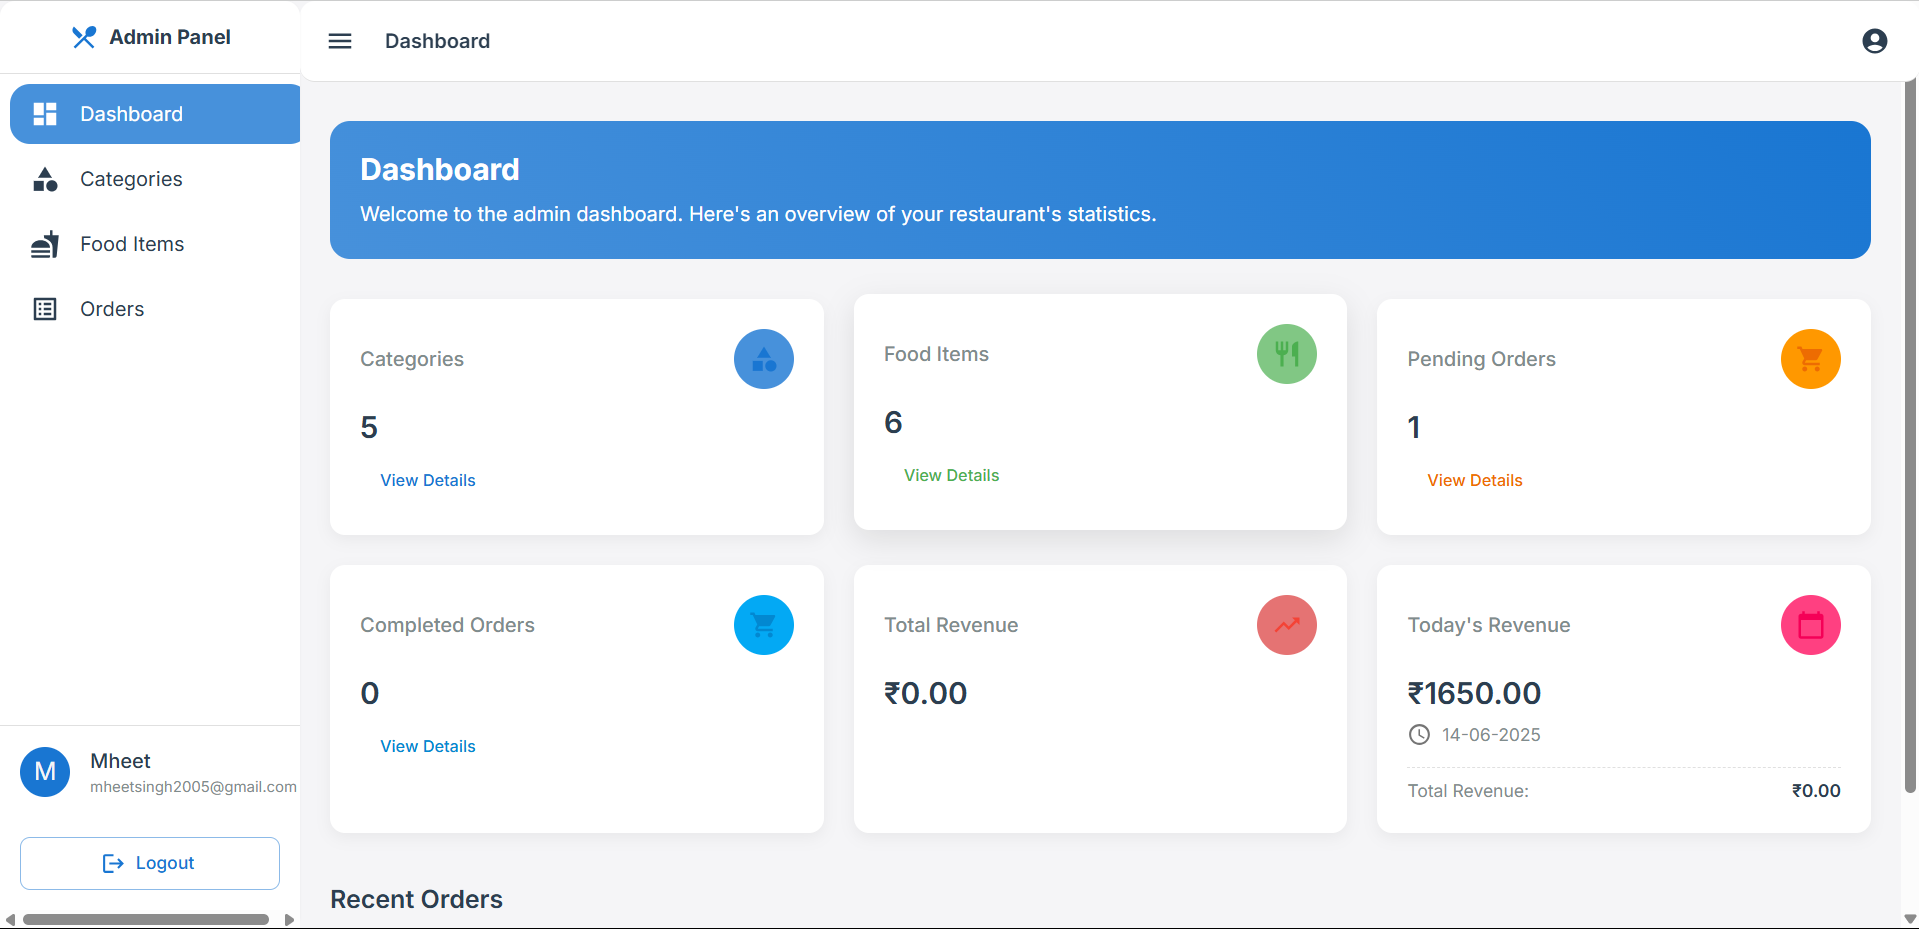 Admin Panel
Dashboard
Categories
Food Items
Orders
Mheet
M
mheetsingh2005@gmail.com
Logout
Dashboard
Dashboard
Welcome to the admin dashboard. Here's an overview of your restaurant's statistics.
Categories
5
View Details
Food Items
6
View Details
Pending Orders
1
View Details
Completed Orders
0
View Details
Total Revenue
₹0.00
Today's Revenue
₹1650.00
14-06-2025
Total Revenue: ₹0.00
Recent Orders